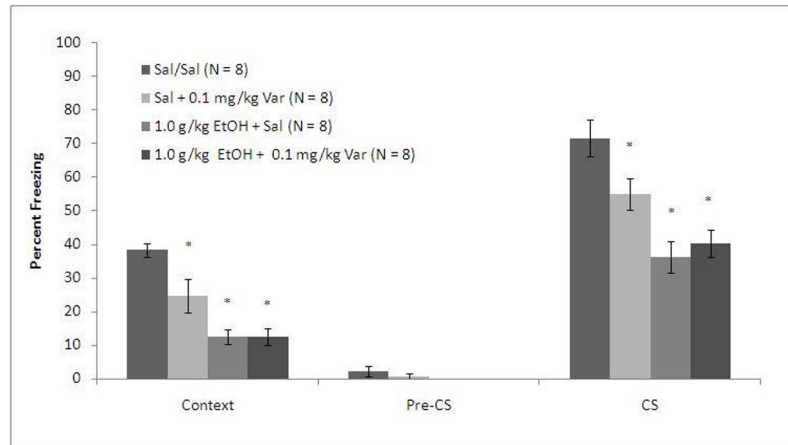 100
90
80
70
60
50
40
30
20
10
0
Percent Freezing
Sal/Sal (N = 8)
Sal + 0.1 mg/kg Var (N = 8)
1.0 g/kg EtOH + Sal (N = 8)
1.0 g/kg EtOH + 0.1 mg/kg Var (N = 8)
*
*
*
*
*
*
Context
Pre-CS
CS